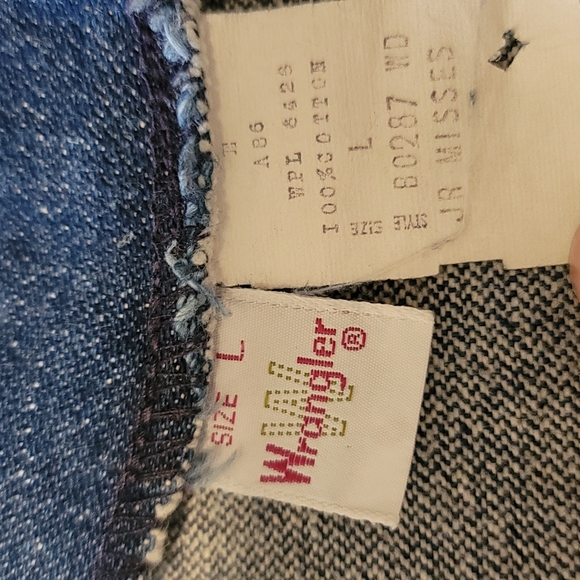 JR MISSES
STYLE B0287 WD
SIZE L
100%COTTON
WPL 8423
A86
H
SIZE L
W
Wrangler®